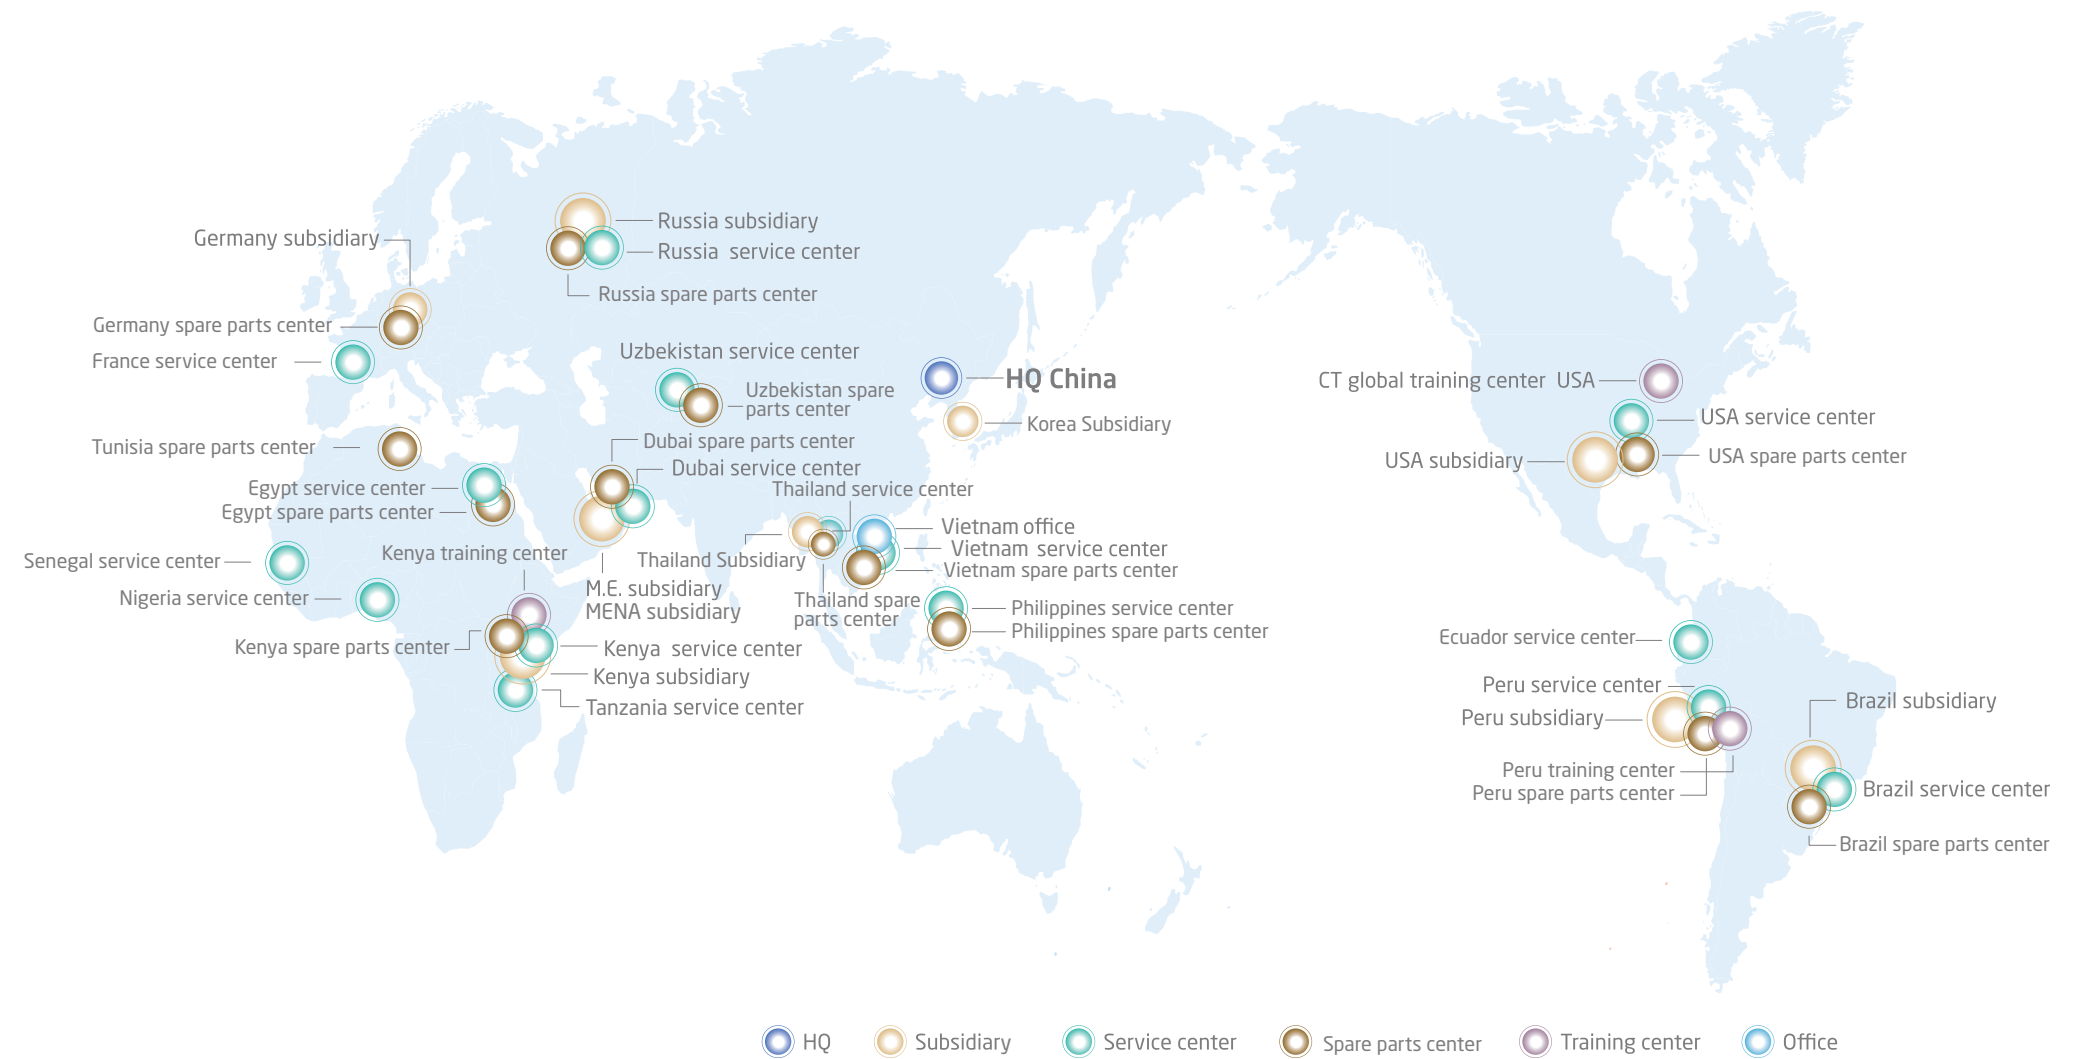 Russia subsidiary
Russia service center
Russia spare parts center
Germany subsidiary
Germany spare parts center
France service center
Uzbekistan service center
Uzbekistan spare
parts center
HQ China
Korea Subsidiary
Tunisia spare parts center
Dubai spare parts center
Dubai service center
Egypt service center
Egypt spare parts center
Thailand service center
Thailand Subsidiary
Thailand spare
parts center
Vietnam office
Vietnam service center
Vietnam spare parts center
Senegal service center
Nigeria service center
Kenya training center
M.E. subsidiary
MENA subsidiary
Philippines service center
Philippines spare parts center
Kenya spare parts center
Kenya service center
Kenya subsidiary
Tanzania service center
CT global training center USA
USA service center
USA subsidiary
USA spare parts center
Ecuador service center
Peru service center
Peru subsidiary
Peru training center
Peru spare parts center
Brazil subsidiary
Brazil service center
Brazil spare parts center
HQ
Subsidiary
Service center
Spare parts center
Training center
Office